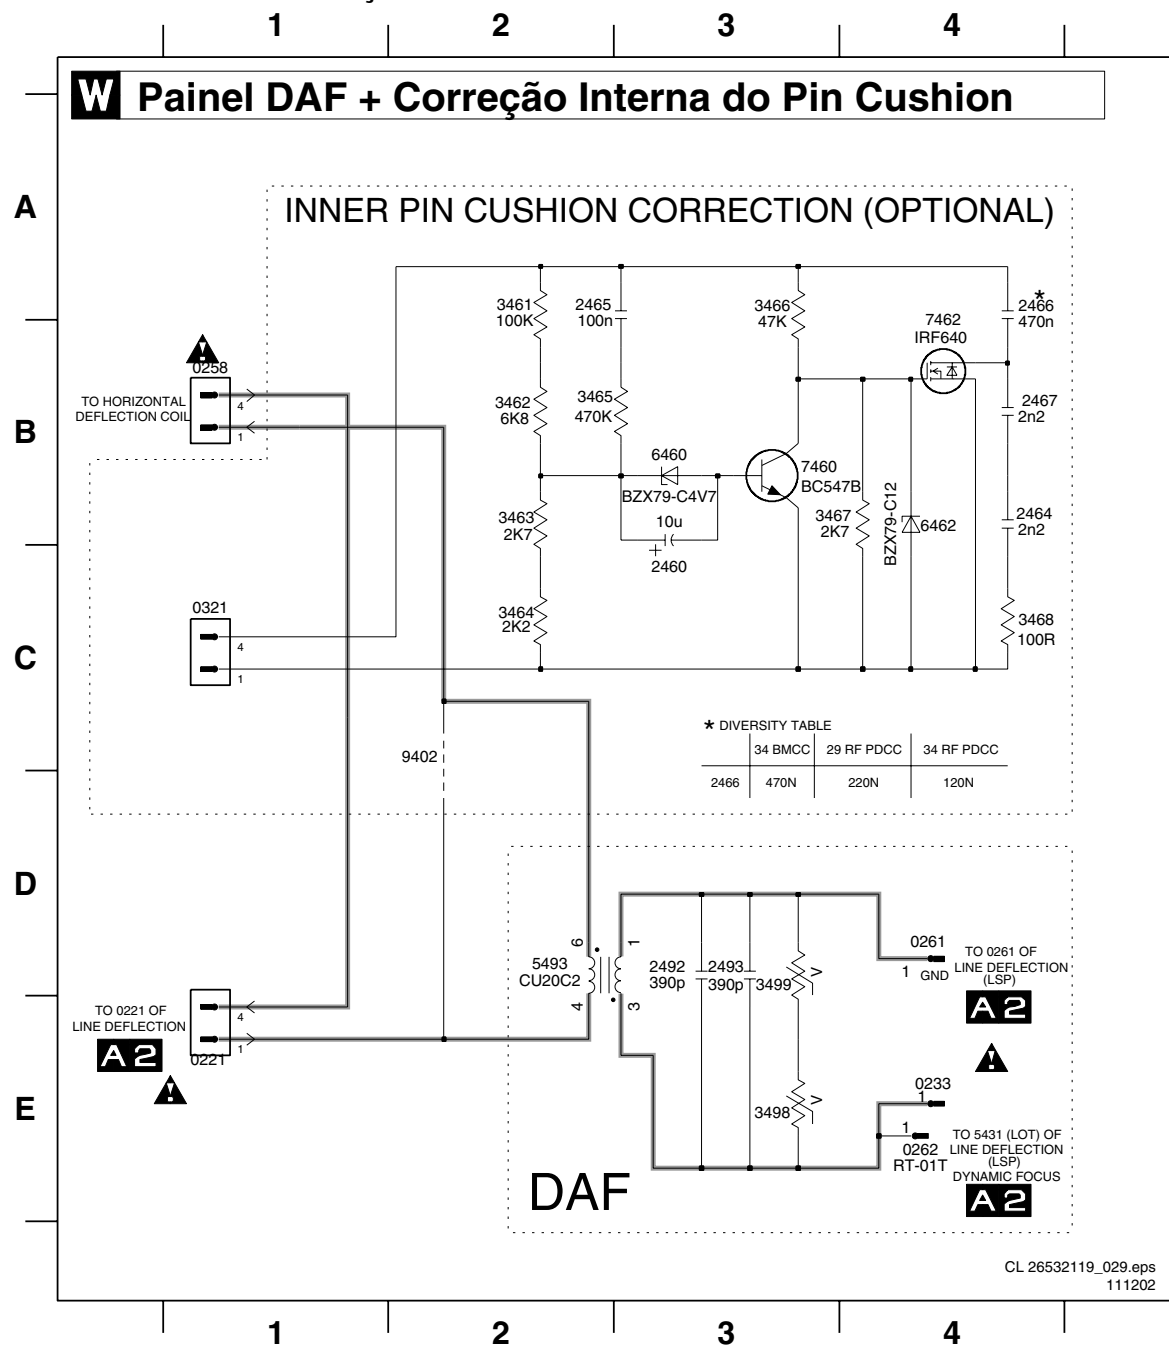 1 2 3 4
W Painel DAF + Correção Interna do Pin Cushion
A
INNER PIN CUSHION CORRECTION (OPTIONAL)
3461
100K
2465
100n
3466
47K
*
2466
470n
7462
IRF640
0258
TO HORIZONTAL
DEFLECTION COIL
4
1
B
3462
6K8
3465
470K
2467
2n2
6460
BZX79-C4V7
7460
BC547B
3463
2K7
10u
+
2460
3467
2K7
BZX79-C12
6462
2464
2n2
0321
4
1
C
3464
2K2
3468
100R
9402
* DIVERSITY TABLE
34 BMCC 29 RF PDCC 34 RF PDCC
2466 470N 220N 120N
D
6
1
5493
CU20C2
4
3
2492
390p
2493
390p
3499
V
0261
1 GND
TO 0261 OF
LINE DEFLECTION
(LSP)
A2
TO 0221 OF
LINE DEFLECTION
A2
4
1
0221
E
3498
V
0233
1
1
0262
RT-01T
TO 5431 (LOT) OF
LINE DEFLECTION
(LSP)
DYNAMIC FOCUS
A2
DAF
CL 26532119_029.eps
111202
1 2 3 4